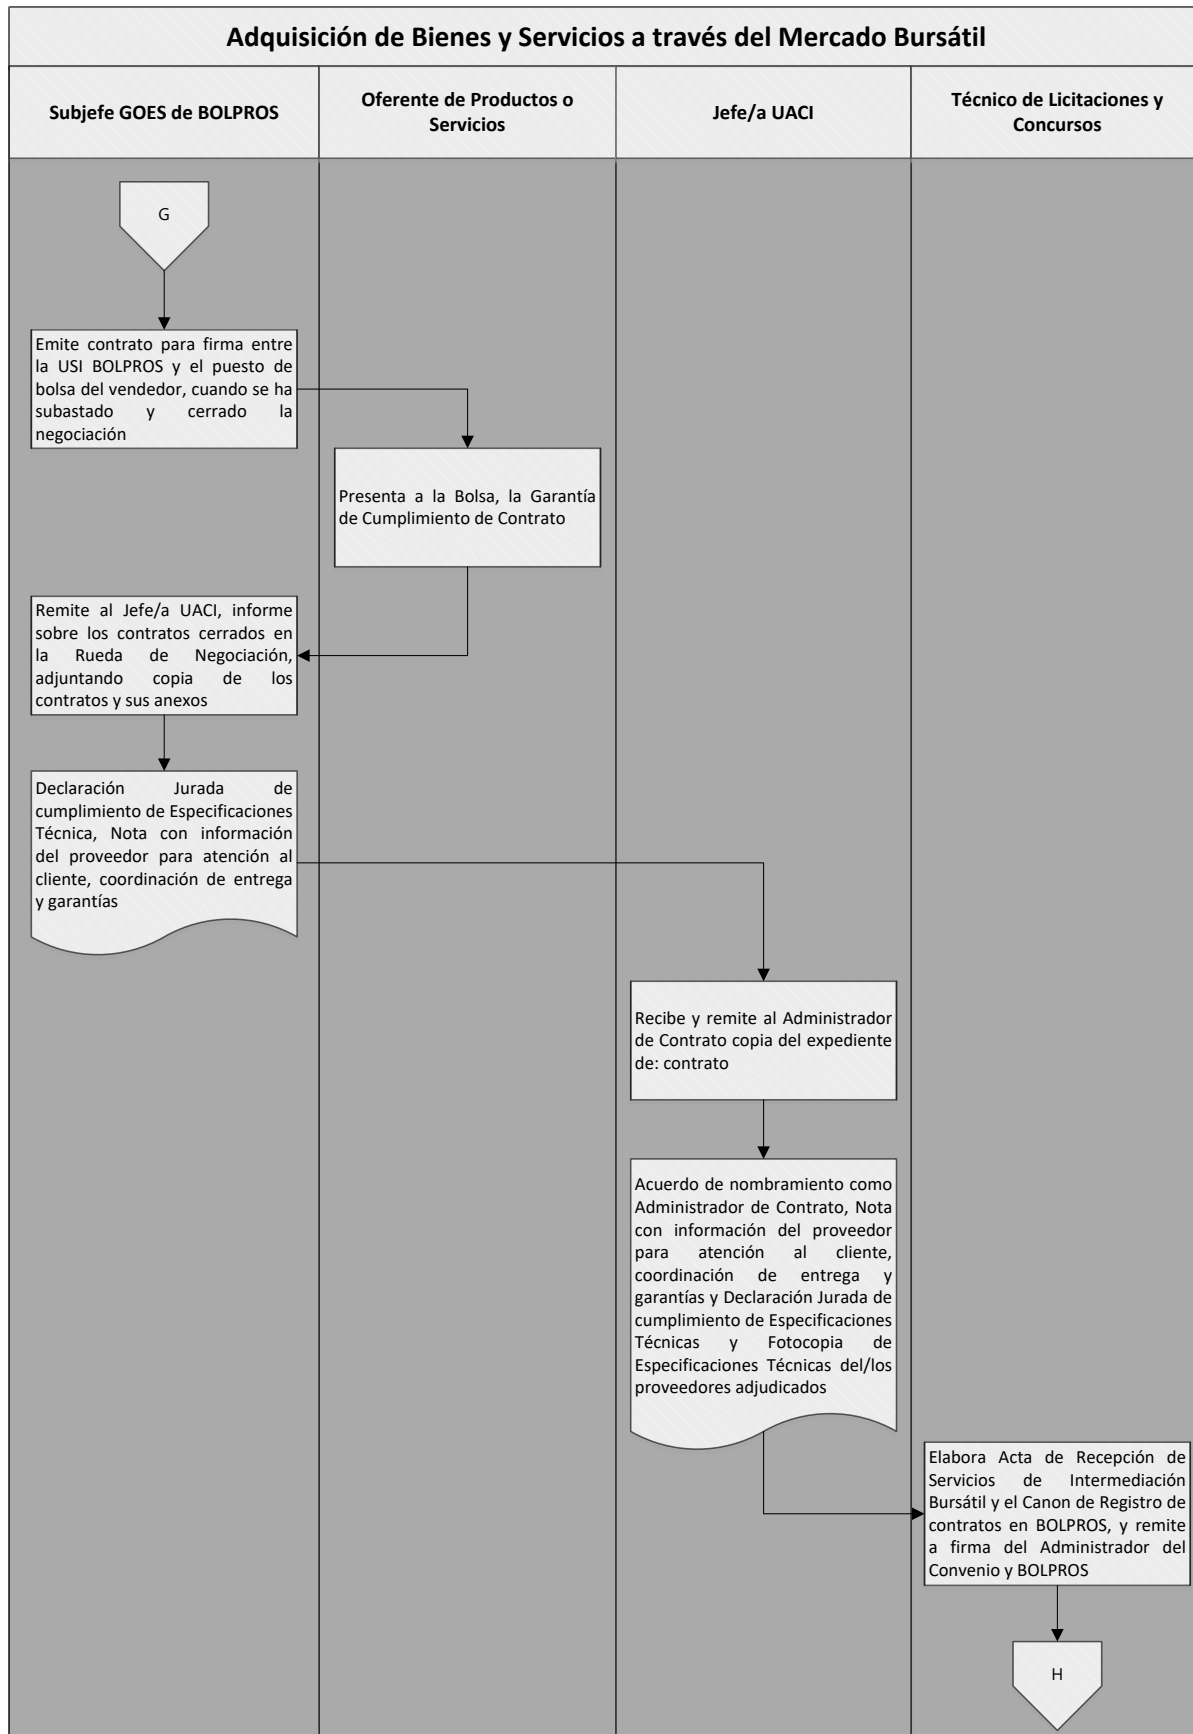 Adquisición de Bienes y Servicios a través del Mercado Bursátil
Subjefe GOES de BOLPROS
Oferente de Productos o
Servicios
Jefe/a UACI
Técnico de Licitaciones y
Concursos
G
Emite contrato para firma entre
la USI BOLPROS y el puesto de
bolsa del vendedor, cuando se ha
subastado y cerrado la
negociación
Presenta a la Bolsa, la Garantía
de Cumplimiento de Contrato
Remite al Jefe/a UACI, informe
sobre los contratos cerrados en
la Rueda de Negociación,
adjuntando copia de los
contratos y sus anexos
Declaración Jurada de
cumplimiento de Especificaciones
Técnica, Nota con información
del proveedor para atención al
cliente, coordinación de entrega
y garantías
Recibe y remite al Administrador
de Contrato copia del expediente
de: contrato
Acuerdo de nombramiento como
Administrador de Contrato, Nota
con información del proveedor
para atención al cliente,
coordinación de entrega y
garantías y Declaración Jurada de
cumplimiento de Especificaciones
Técnicas y Fotocopia de
Especificaciones Técnicas del/los
proveedores adjudicados
Elabora Acta de Recepción de
Servicios de Intermediación
Bursátil y el Canon de Registro de
contratos en BOLPROS, y remite
a firma del Administrador del
Convenio y BOLPROS
H